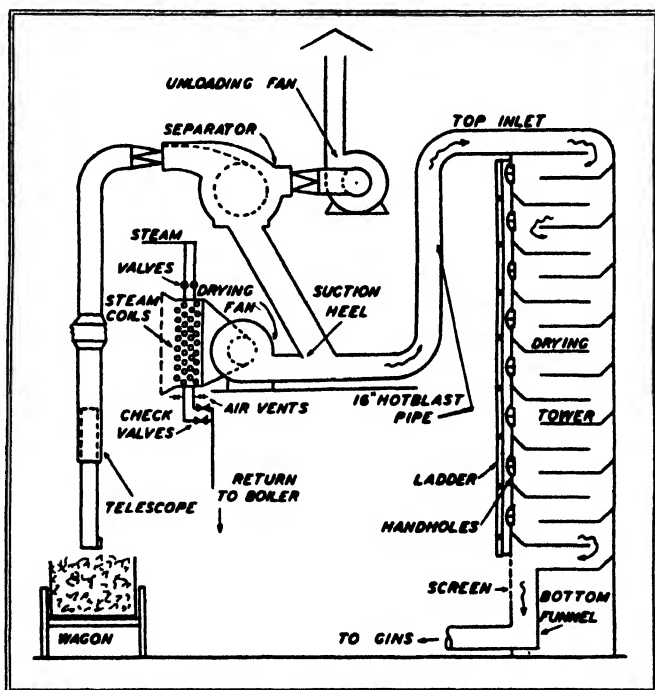 UNLOADING FAN
SEPARATOR
TOP INLET
STEAM
VALVES
STEAM
COILS
DRYING
FAN
SUCTION
HEEL
DRYING
16" HOTBLAST
PIPE
TOWER
AIR VENTS
CHECK
VALVES
RETURN
TO BOILER
TELESCOPE
LADDER
HANDHOLES
SCREEN
BOTTOM
FUNNEL
WAGON
TO GINS